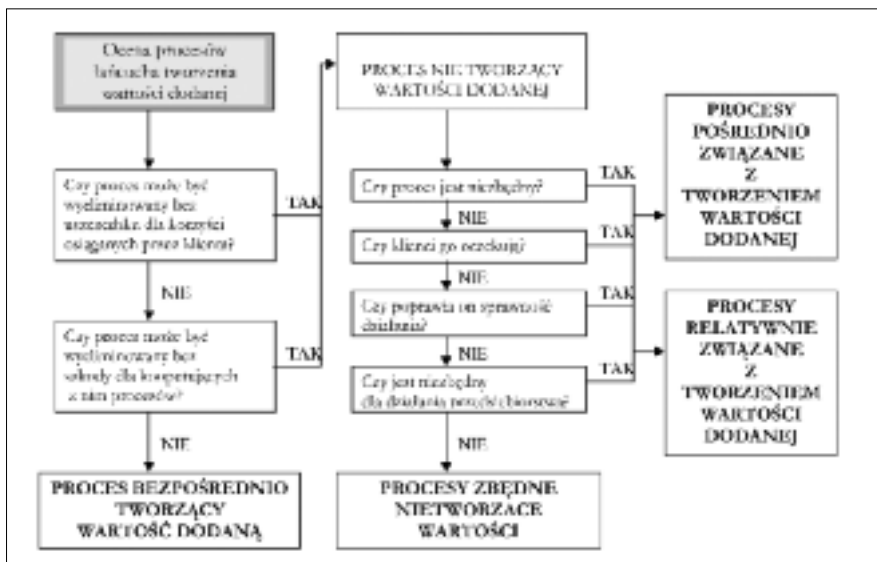 Ocena procesów
łańcucha tworzenia
wartości dodanej
Czy proces może być
wyeliminowany bez
uszczerbku dla korzyści
osiąganych przez klienta?
TAK
NIE
Czy proces może być
wyeliminowany bez
szkody dla
z nim procesów?
TAK
NIE
PROCES BEZPOŚREDNIO
TWORZĄCY
WARTOŚĆ DODANĄ
PROCES NIE TWORZĄCY
WARTOŚCI DODANEJ
Czy proces jest niezbędny?
TAK
NIE
Czy klienci go oczekują?
TAK
NIE
Czy poprawia on sprawność
działania?
TAK
NIE
Czy jest niezbędny
dla działania przedsiębiorstwa?
TAK
NIE
PROCESY ZBĘDNE
NIETWORZACE
WARTOŚCI
PROCESY
POŚREDNIO
ZWIĄZANE
Z
TWORZENIEM
WARTOŚCI
DODANEJ
PROCESY
RELATYWNIE
ZWIĄZANE
Z
TWORZENIEM
WARTOŚCI
DODANEJ